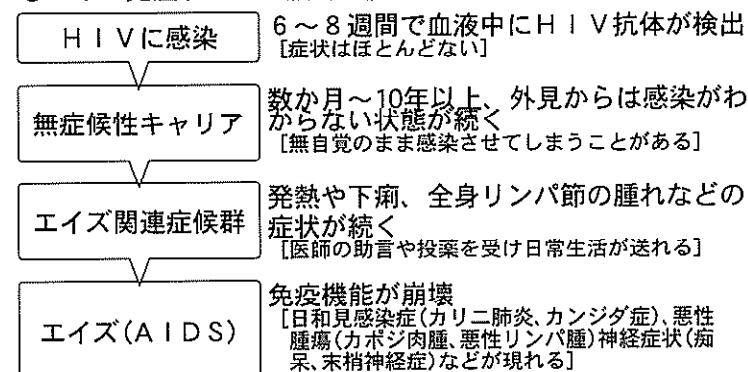 HIVに感染
6〜8週間で血液中にHIV抗体が検出
[症状はほとんどない]
無症候性キャリア
数か月〜10年以上、外見からは感染がわ
からない状態が続く
[無自覚のまま感染させてしまうことがある]
エイズ関連症候群
発熱や下痢、全身リンパ節の腫れなどの
症状が続く
[医師の助言や投薬を受け日常生活が送れる]
エイズ(AIDS)
免疫機能が崩壊
[日和見感染症(カリニ肺炎、カンジダ症)、悪性
腫瘍(カポジ肉腫、悪性リンパ腫)神経症状(痴
呆、末梢神経症)などが現れる]